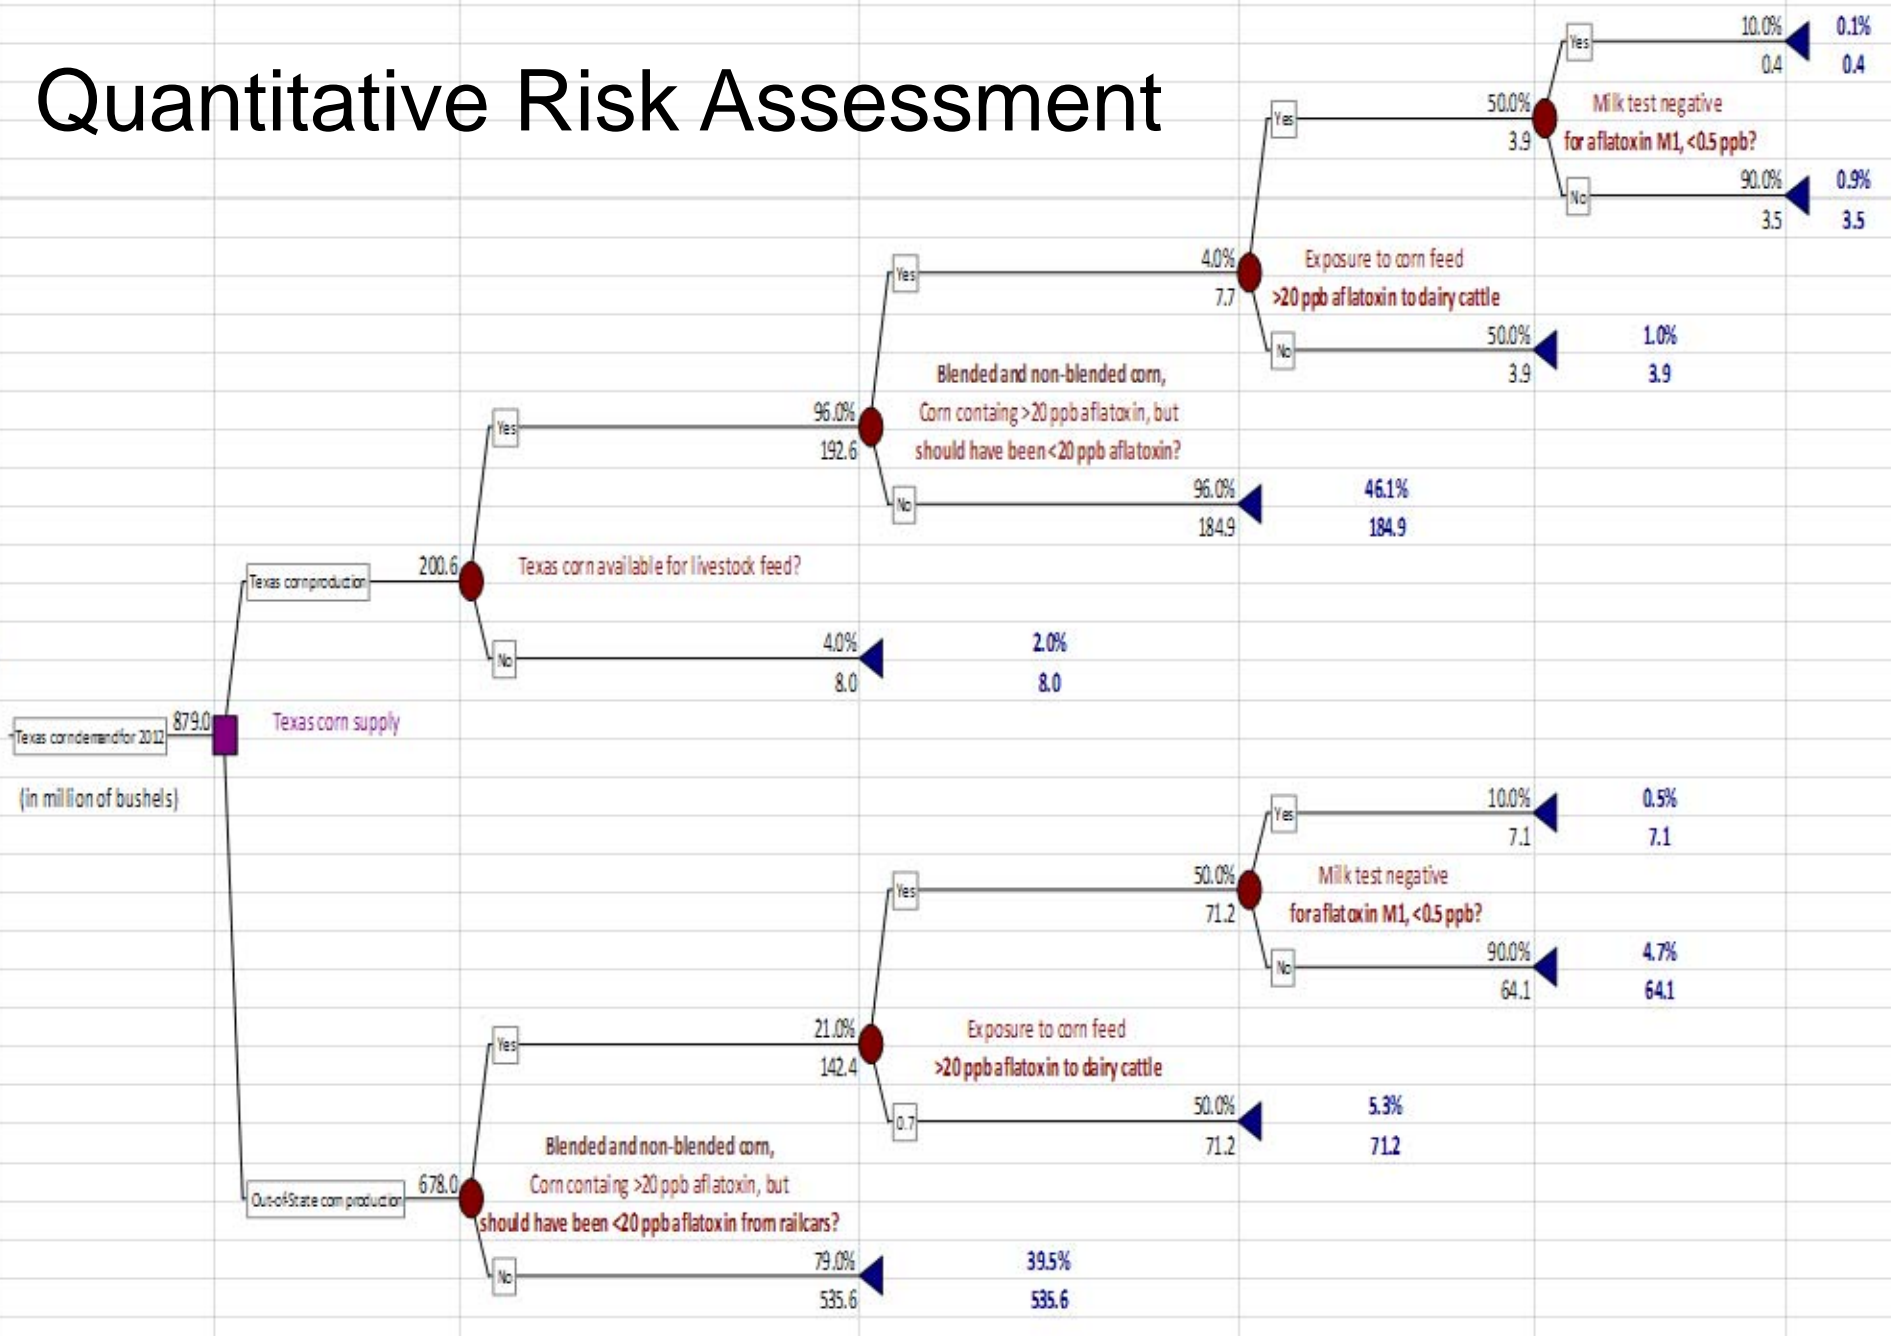 Quantitative Risk Assessment
Yes
10.0%
0.1%
0.4
0.4
50.0%
3.9
Milk test negative
for aflatoxin M1, <0.5 ppb?
Yes
90.0%
0.9%
No
3.5
3.5
4.0%
7.7
Exposure to corn feed
>20 ppb aflatoxin to dairy cattle
Yes
50.0%
1.0%
No
3.9
3.9
Blended and non-blended corn,
96.0%
Corn containg >20 ppb aflatoxin, but
Yes
192.6
should have been <20 ppb aflatoxin?
96.0%
46.1%
No
184.9
184.9
200.6
Texas corn available for livestock feed?
Texas corn production
4.0%
2.0%
No
8.0
8.0
879.0
Texas corn supply
Texas corn demand for 2012
(in million of bushels)
10.0%
0.5%
Yes
7.1
7.1
50.0%
Milk test negative
Yes
71.2
for aflatoxin M1, <0.5 ppb?
90.0%
4.7%
No
64.1
64.1
21.0%
Exposure to corn feed
Yes
142.4
>20 ppb aflatoxin to dairy cattle
50.0%
5.3%
0.7
71.2
71.2
Blended and non-blended corn,
678.0
Corn containg >20 ppb aflatoxin, but
Out-of-State corn production
should have been <20 ppb aflatoxin from railcars?
79.0%
39.5%
No
535.6
535.6